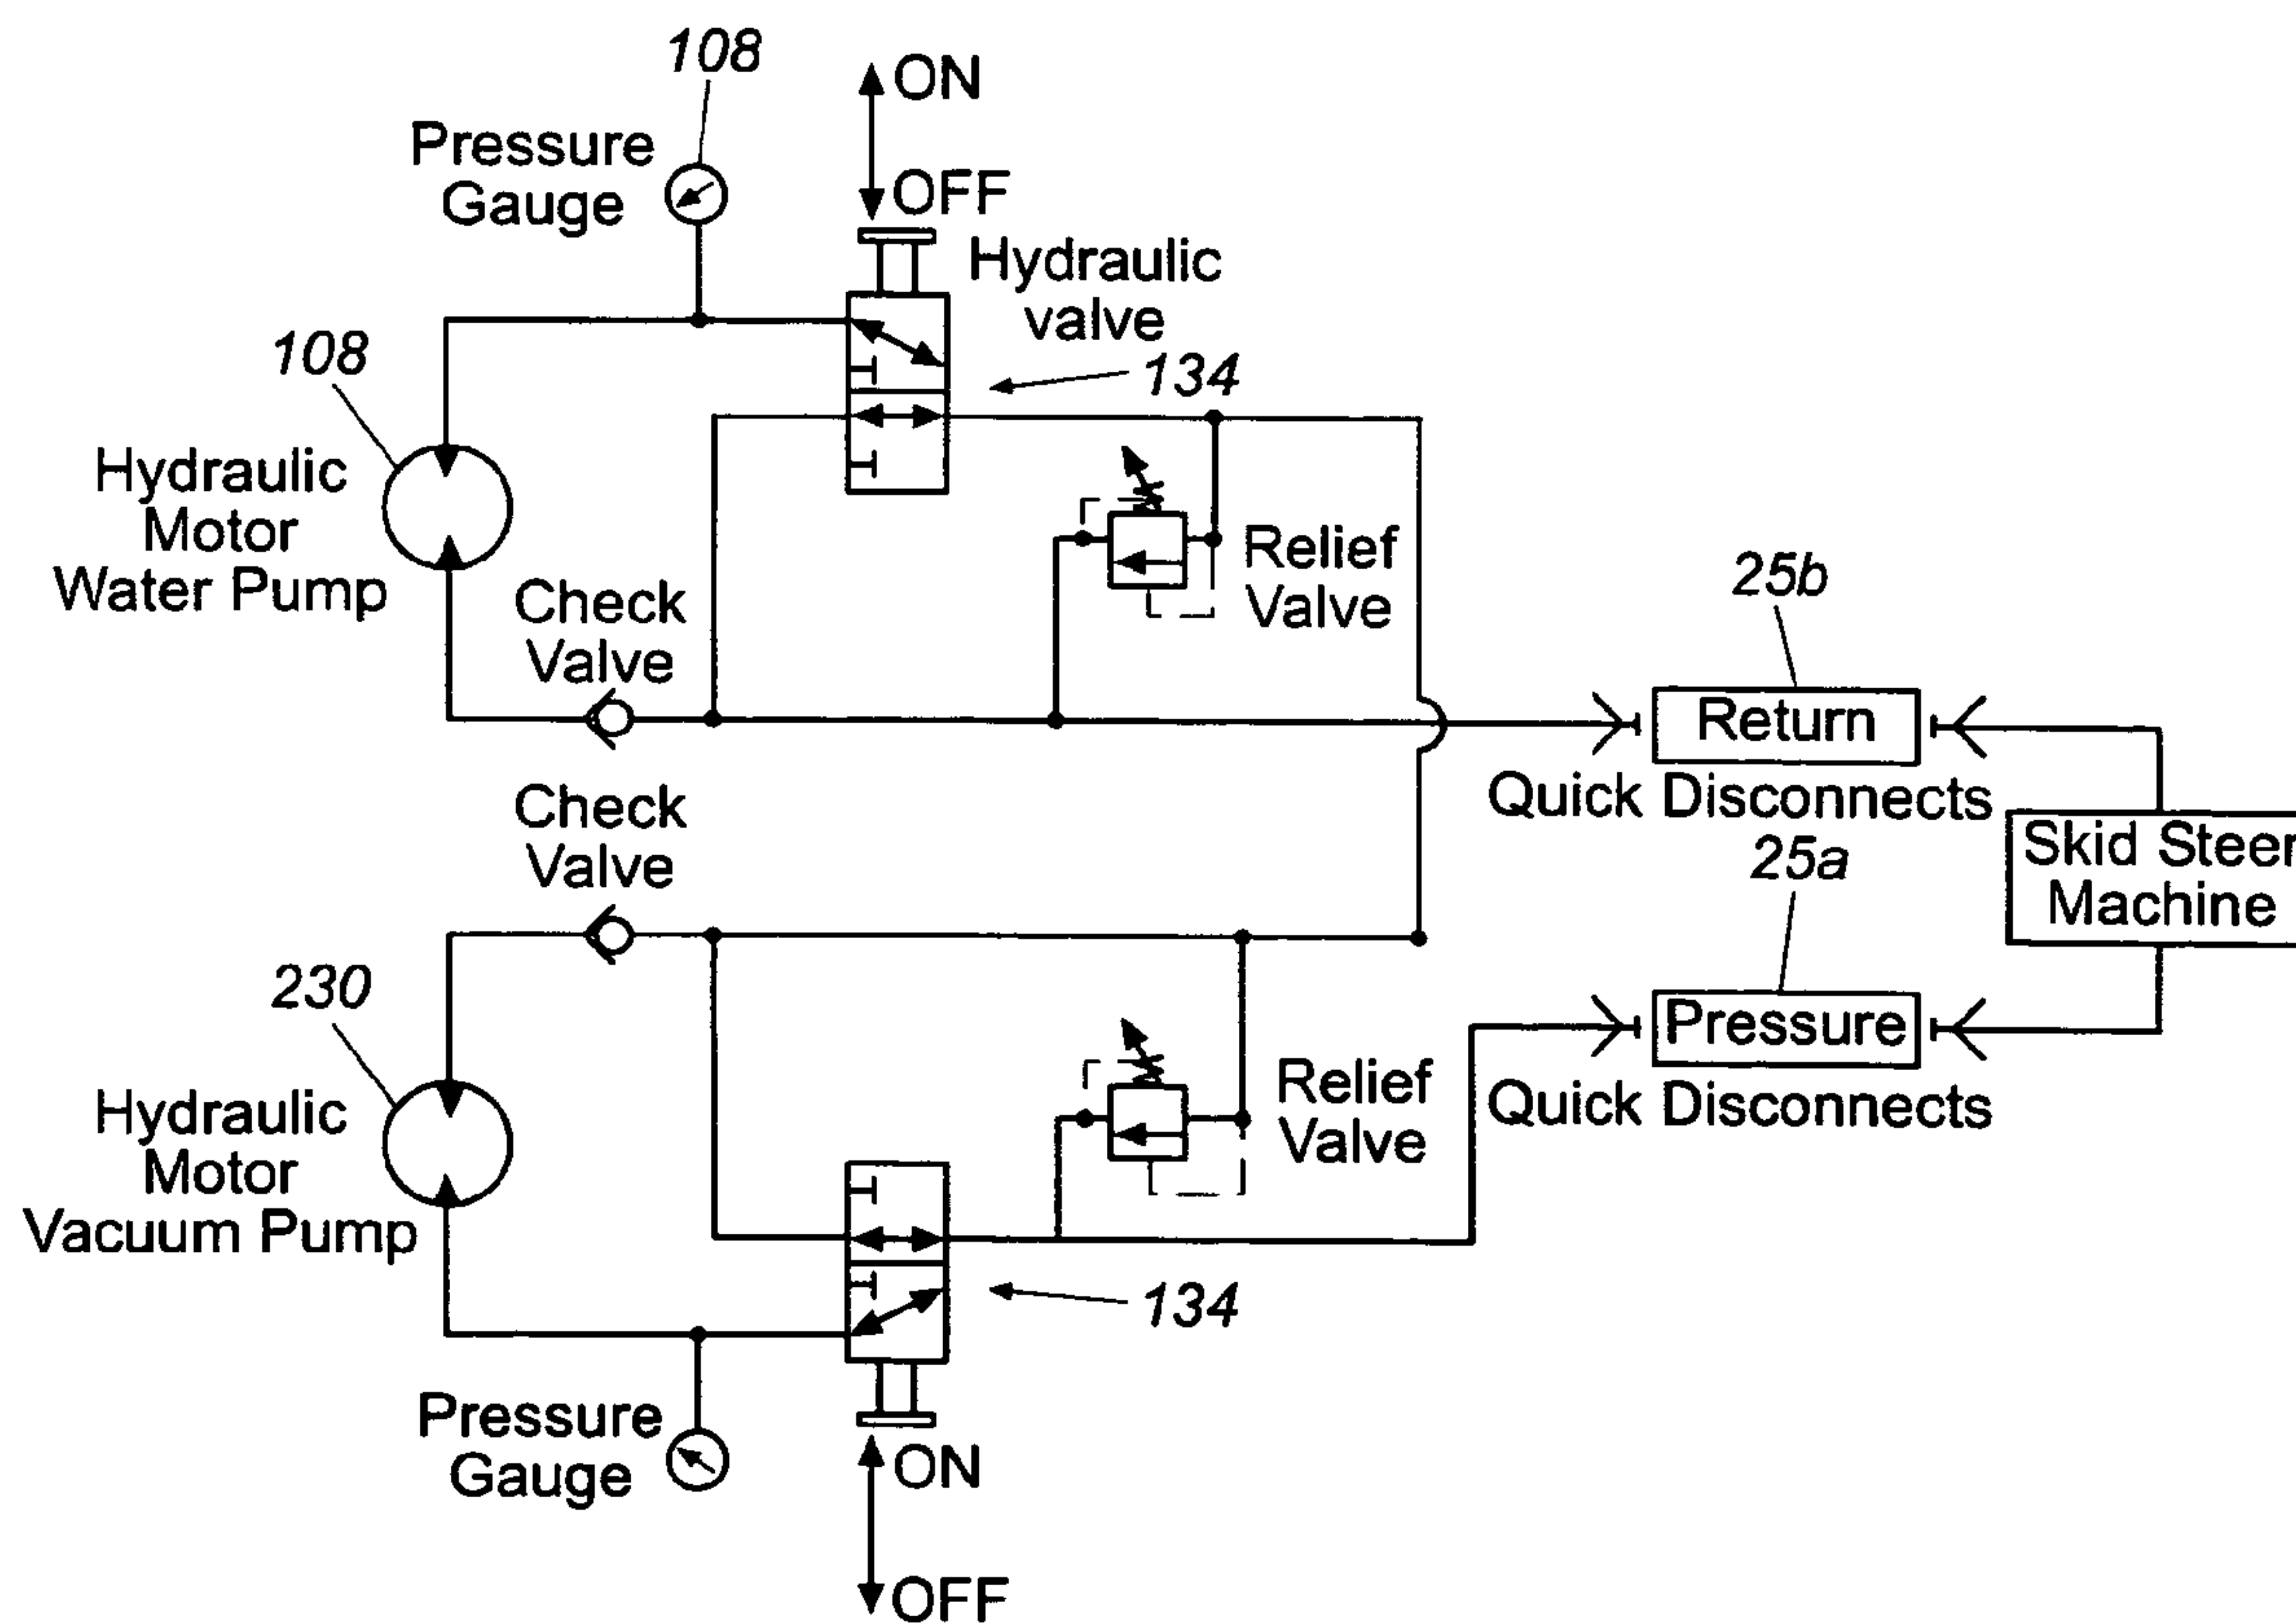 108
ON
Pressure
Gauge
OFF
Hydraulic
valve
108
134
Hydraulic
Motor
Water Pump
Check
Valve
Relief
Valve
25b
Return
Quick Disconnects
Check
Valve
Skid Steer
Machine
25a
Pressure
Quick Disconnects
230
Hydraulic
Motor
Vacuum Pump
Relief
Valve
134
Pressure
Gauge
ON
OFF